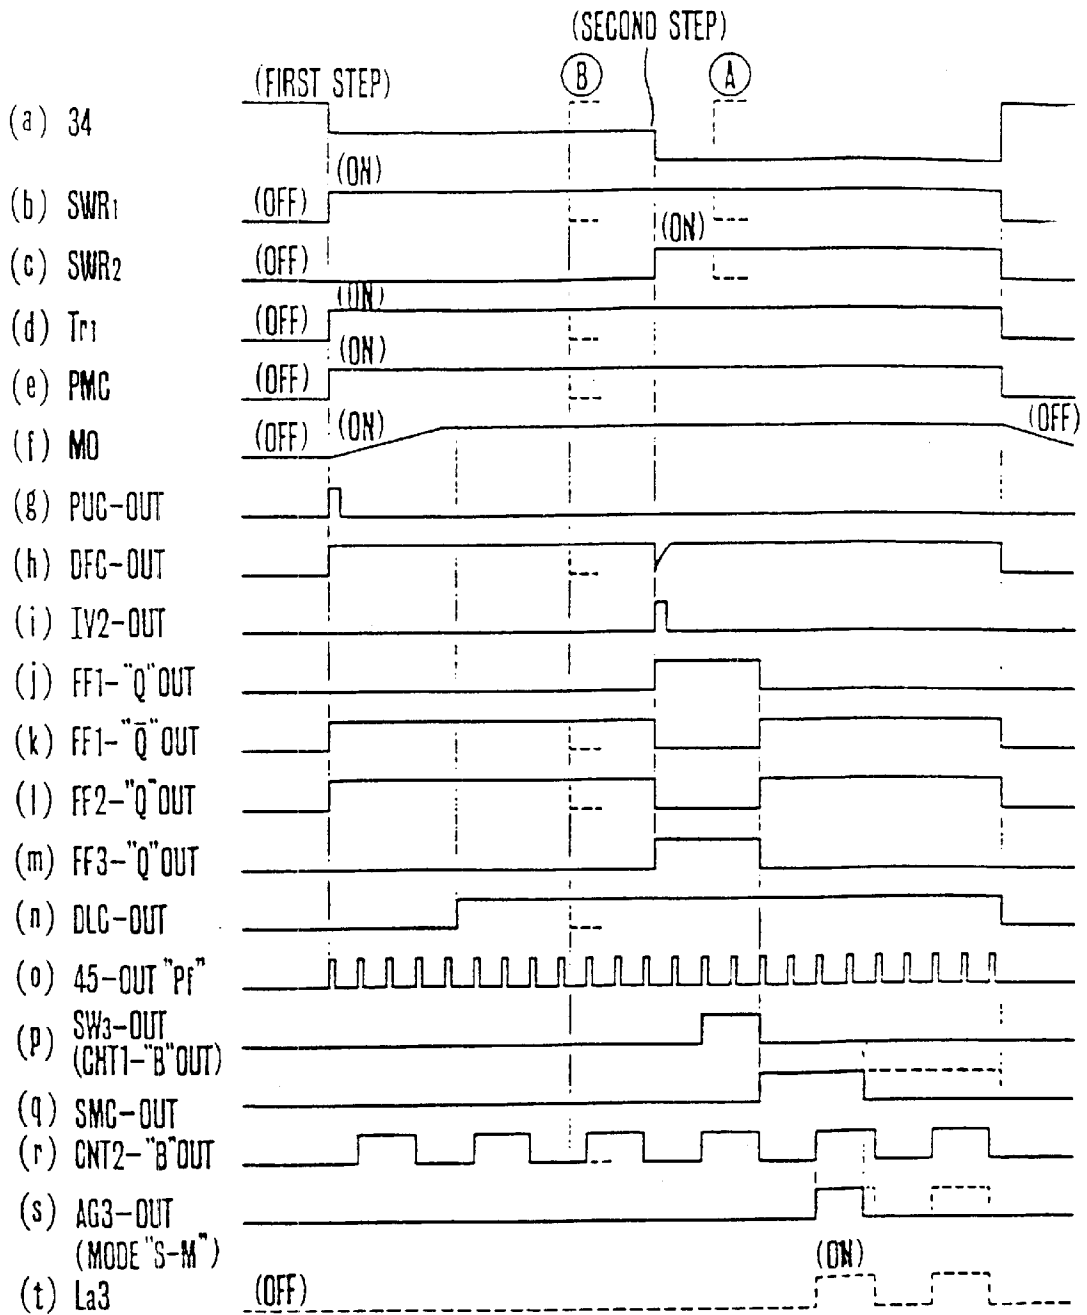 (SECOND STEP)
(FIRST STEP)
B
A
(a) 34
(ON)
(b) SWR1
(OFF)
(ON)
(c) SWR2
(OFF)
(ON)
(d) Tr1
(OFF)
(ON)
(e) PMC
(OFF)
(f) MO
(OFF)
(ON)
(OFF)
(g) PUC-OUT
(h) DFC-OUT
(i) IV2-OUT
(j) FF1-"Q"OUT
(k) FF1-"Q̄"OUT
(l) FF2-"Q"OUT
(m) FF3-"Q"OUT
(n) DLC-OUT
(o) 45-OUT "Pf"
(p) SW3-OUT
(CNT1-"B"OUT)
(q) SMC-OUT
(r) CNT2-"B"OUT
(s) AG3-OUT
(MODE "S-M")
(ON)
(t) La3
(OFF)